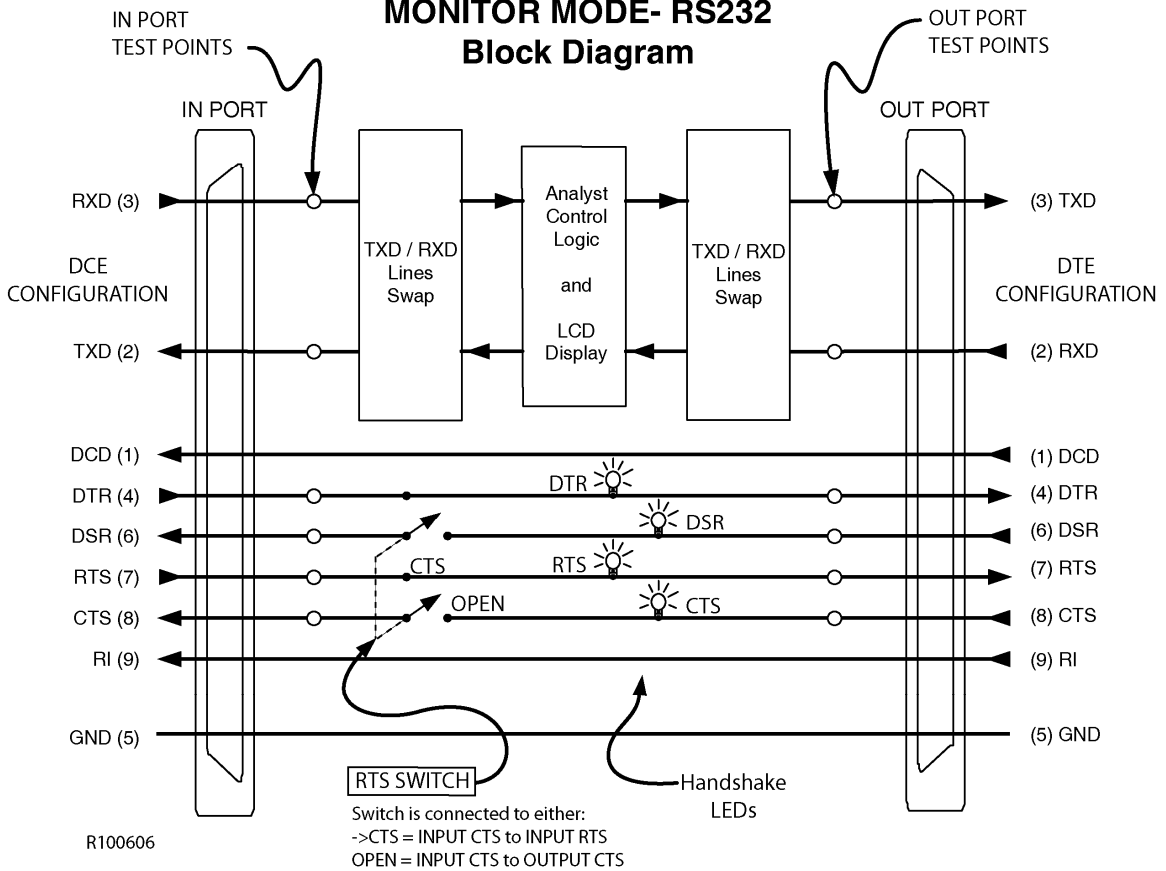 MONITOR MODE- RS232
Block Diagram
IN PORT
TEST POINTS
OUT PORT
TEST POINTS
IN PORT
OUT PORT
RXD (3)
(3) TXD
Analyst
Control
Logic
and
LCD
Display
TXD / RXD
Lines
Swap
TXD / RXD
Lines
Swap
DCE
CONFIGURATION
DTE
CONFIGURATION
TXD (2)
(2) RXD
DCD (1)
(1) DCD
DTR (4)
DTR
(4) DTR
DSR (6)
DSR
(6) DSR
RTS (7)
CTS
RTS
(7) RTS
CTS (8)
OPEN
CTS
(8) CTS
RI (9)
(9) RI
GND (5)
(5) GND
RTS SWITCH
Handshake
LEDs
Switch is connected to either:
->CTS = INPUT CTS to INPUT RTS
OPEN = INPUT CTS to OUTPUT CTS
R100606